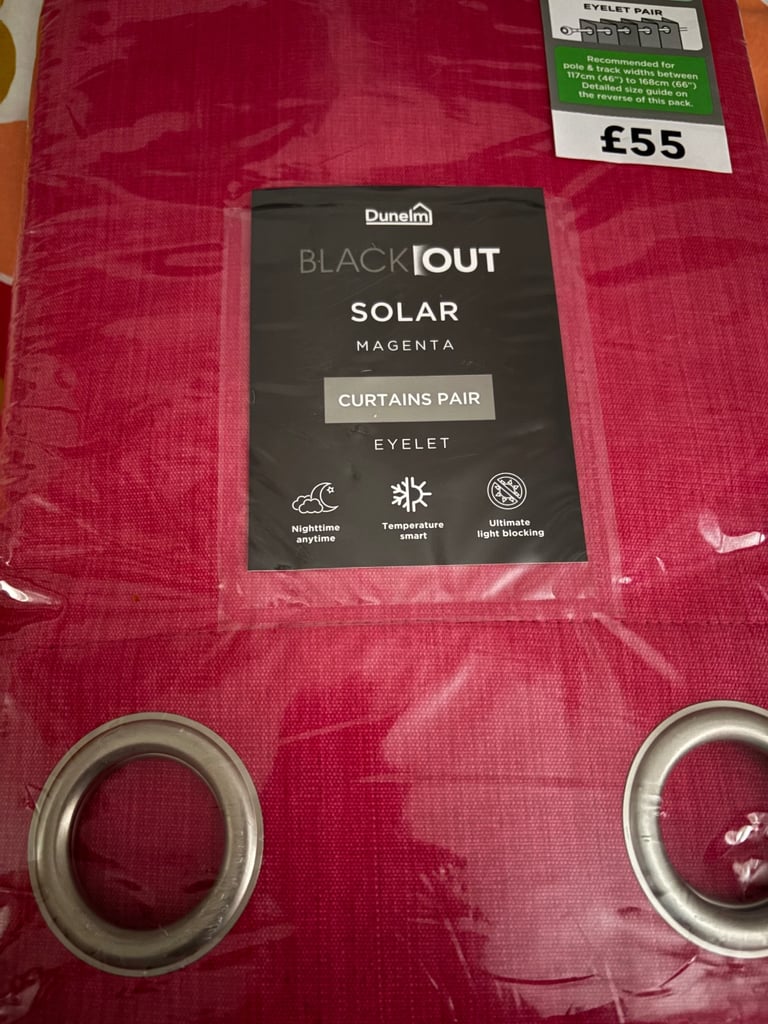 EYELET PAIR
Recommended for
pole & track widths between
117cm (46") to 168cm (66")
Detailed size guide on
the reverse of this pack.
£55
Dunelm
BLACKOUT
SOLAR
MAGENTA
CURTAINS PAIR
EYELET
Nighttime
anytime
Temperature
smart
Ultimate
light blocking